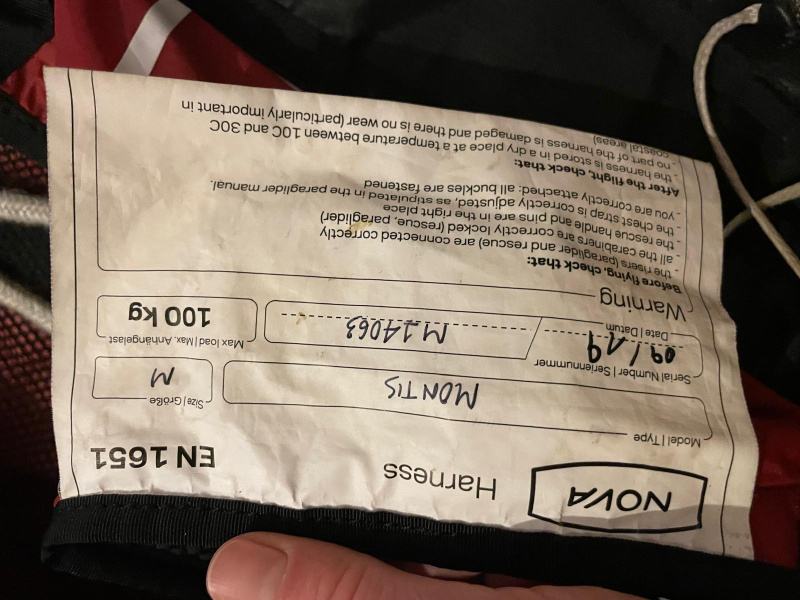 NOVA Harness EN 1651
Model | Type Size | Größe
MONTIS M
Serial Number | Seriennummer Max load | Max. Anhängelast
M14063 100 kg
Date | Datum
09/19
Warning
Before flying, check that:
- the risers (paraglider and rescue) are connected correctly
- all the carabiners are correctly locked (rescue, paraglider)
- the rescue handle and pins are in the right place
- the chest strap is correctly adjusted, as stipulated in the paraglider manual.
- you are correctly attached: all buckles are fastened
After the flight, check that:
- the harness is stored in a dry place at a temperature between 10C and 30C
- no part of the harness is damaged and there is no wear (particularly important in
coastal areas)